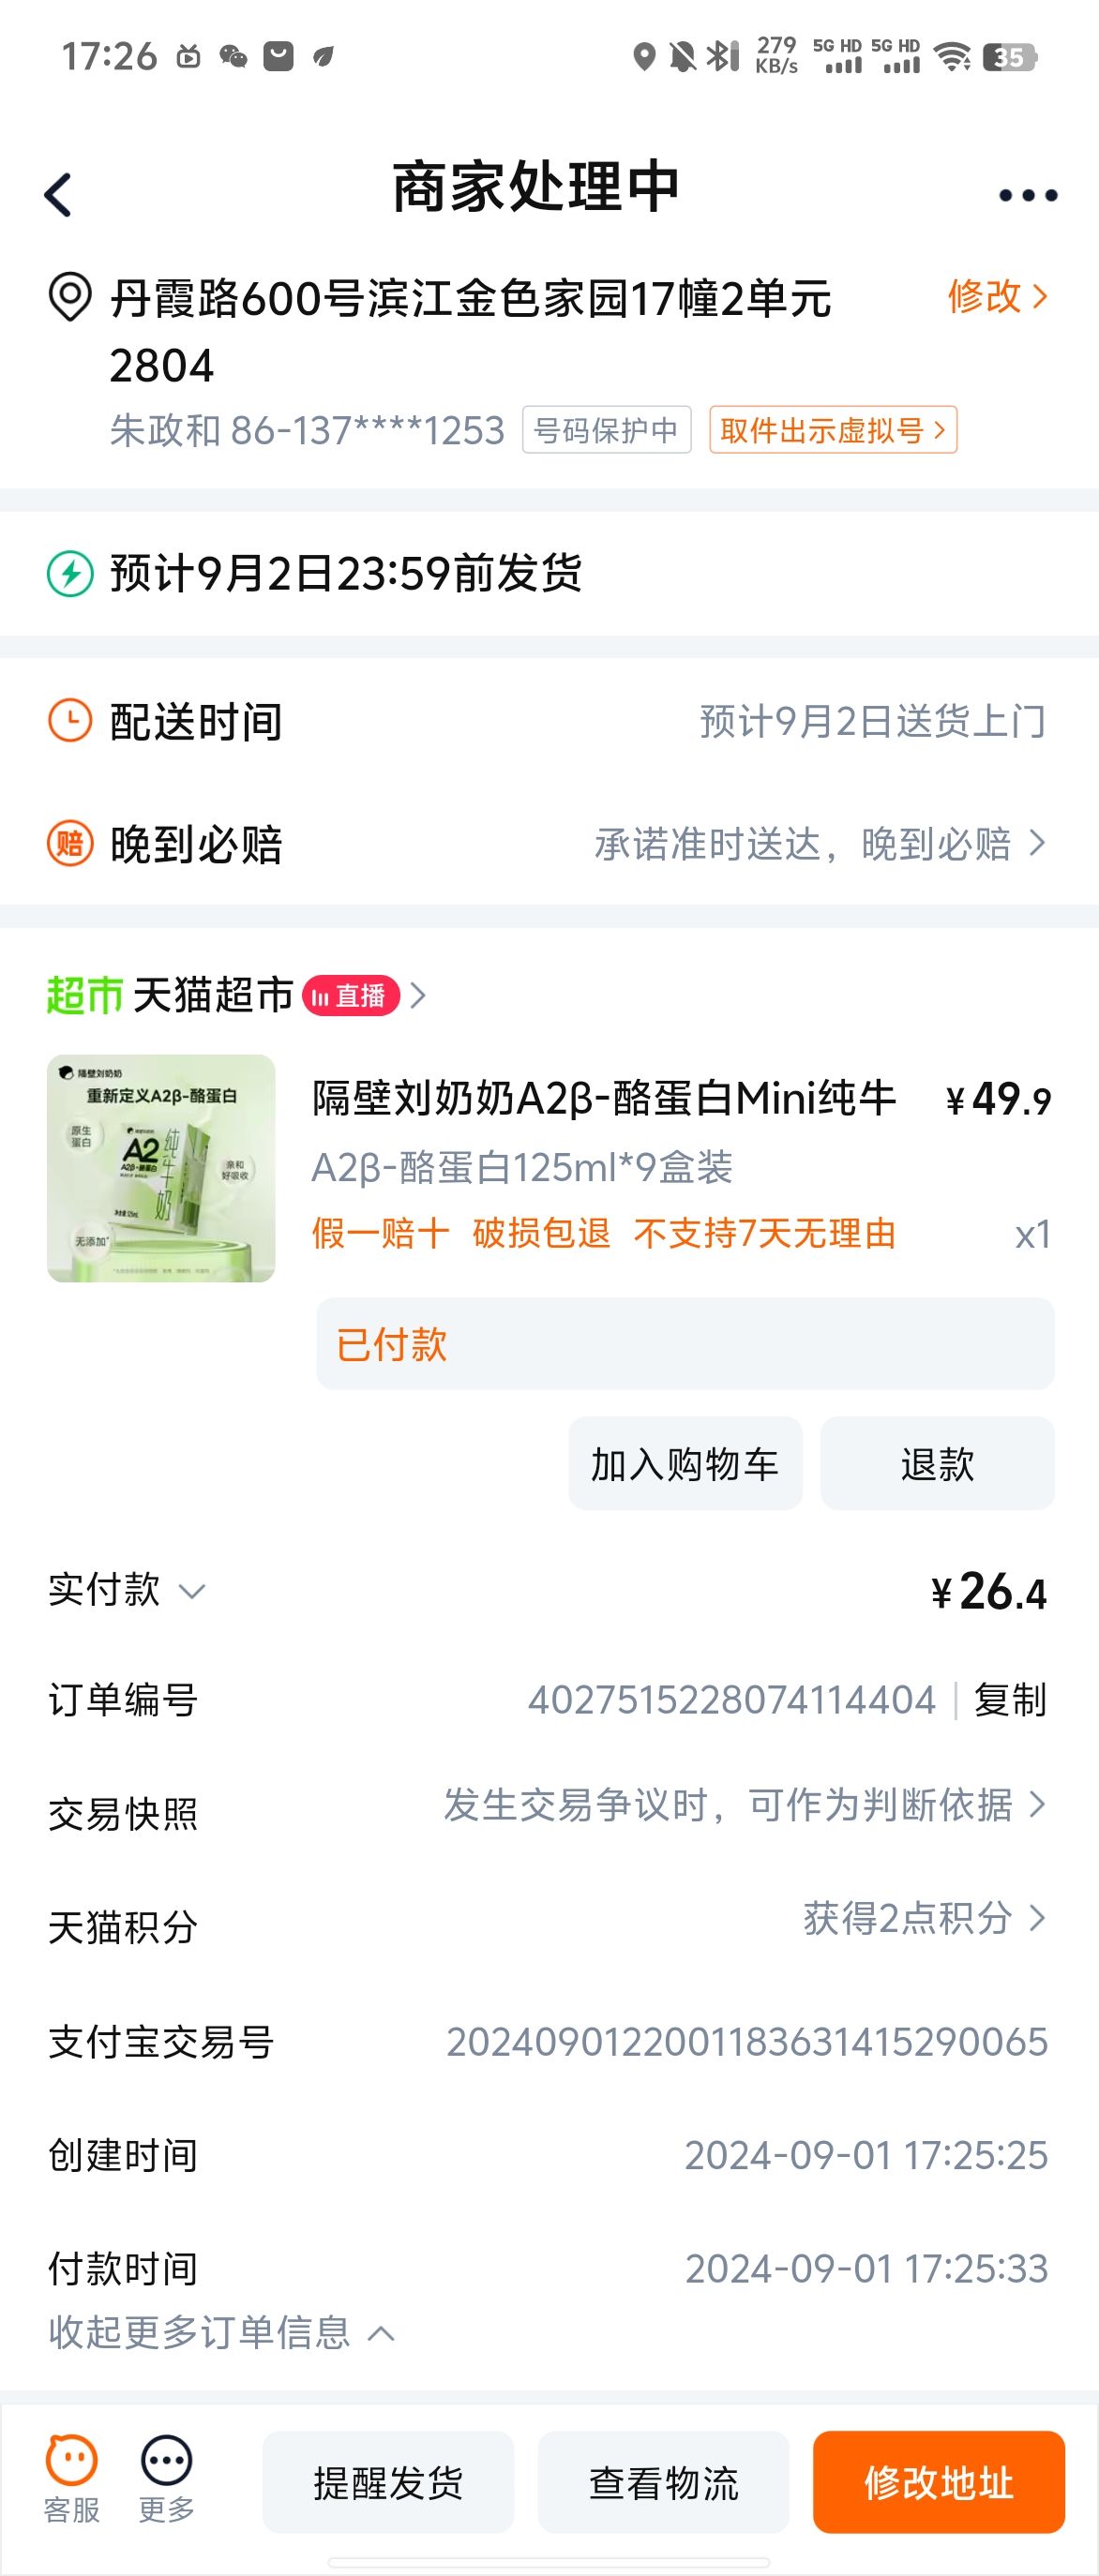 17:26
279 KB/s 5G HD 5G HD 35
商家处理中
丹霞路600号滨江金色家园17幢2单元 修改
2804
朱政和 86-137****1253 号码保护中 取件出示虚拟号
预计9月2日23:59前发货
配送时间 预计9月2日送货上门
赔 晚到必赔 承诺准时送达，晚到必赔
超市 天猫超市 直播
隔壁刘奶奶
重新定义A2β-酪蛋白
原生
蛋白
A2
A2β-酪蛋白
纯牛奶
亲和
好吸收
无添加
隔壁刘奶奶A2β-酪蛋白Mini纯牛 ¥49.9
A2β-酪蛋白125ml*9盒装
假一赔十 破损包退 不支持7天无理由 x1
已付款
加入购物车 退款
实付款 ¥26.4
订单编号 4027515228074114404 | 复制
交易快照 发生交易争议时，可作为判断依据
天猫积分 获得2点积分
支付宝交易号 2024090122001183631415290065
创建时间 2024-09-01 17:25:25
付款时间 2024-09-01 17:25:33
收起更多订单信息
客服 更多 提醒发货 查看物流 修改地址